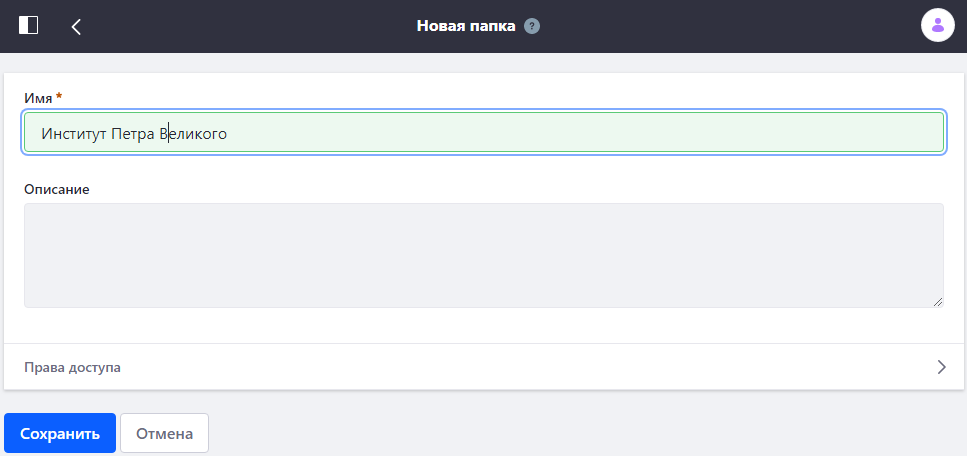 Новая папка ?
Имя *
Институт Петра Великого
Описание
Права доступа
Сохранить Отмена